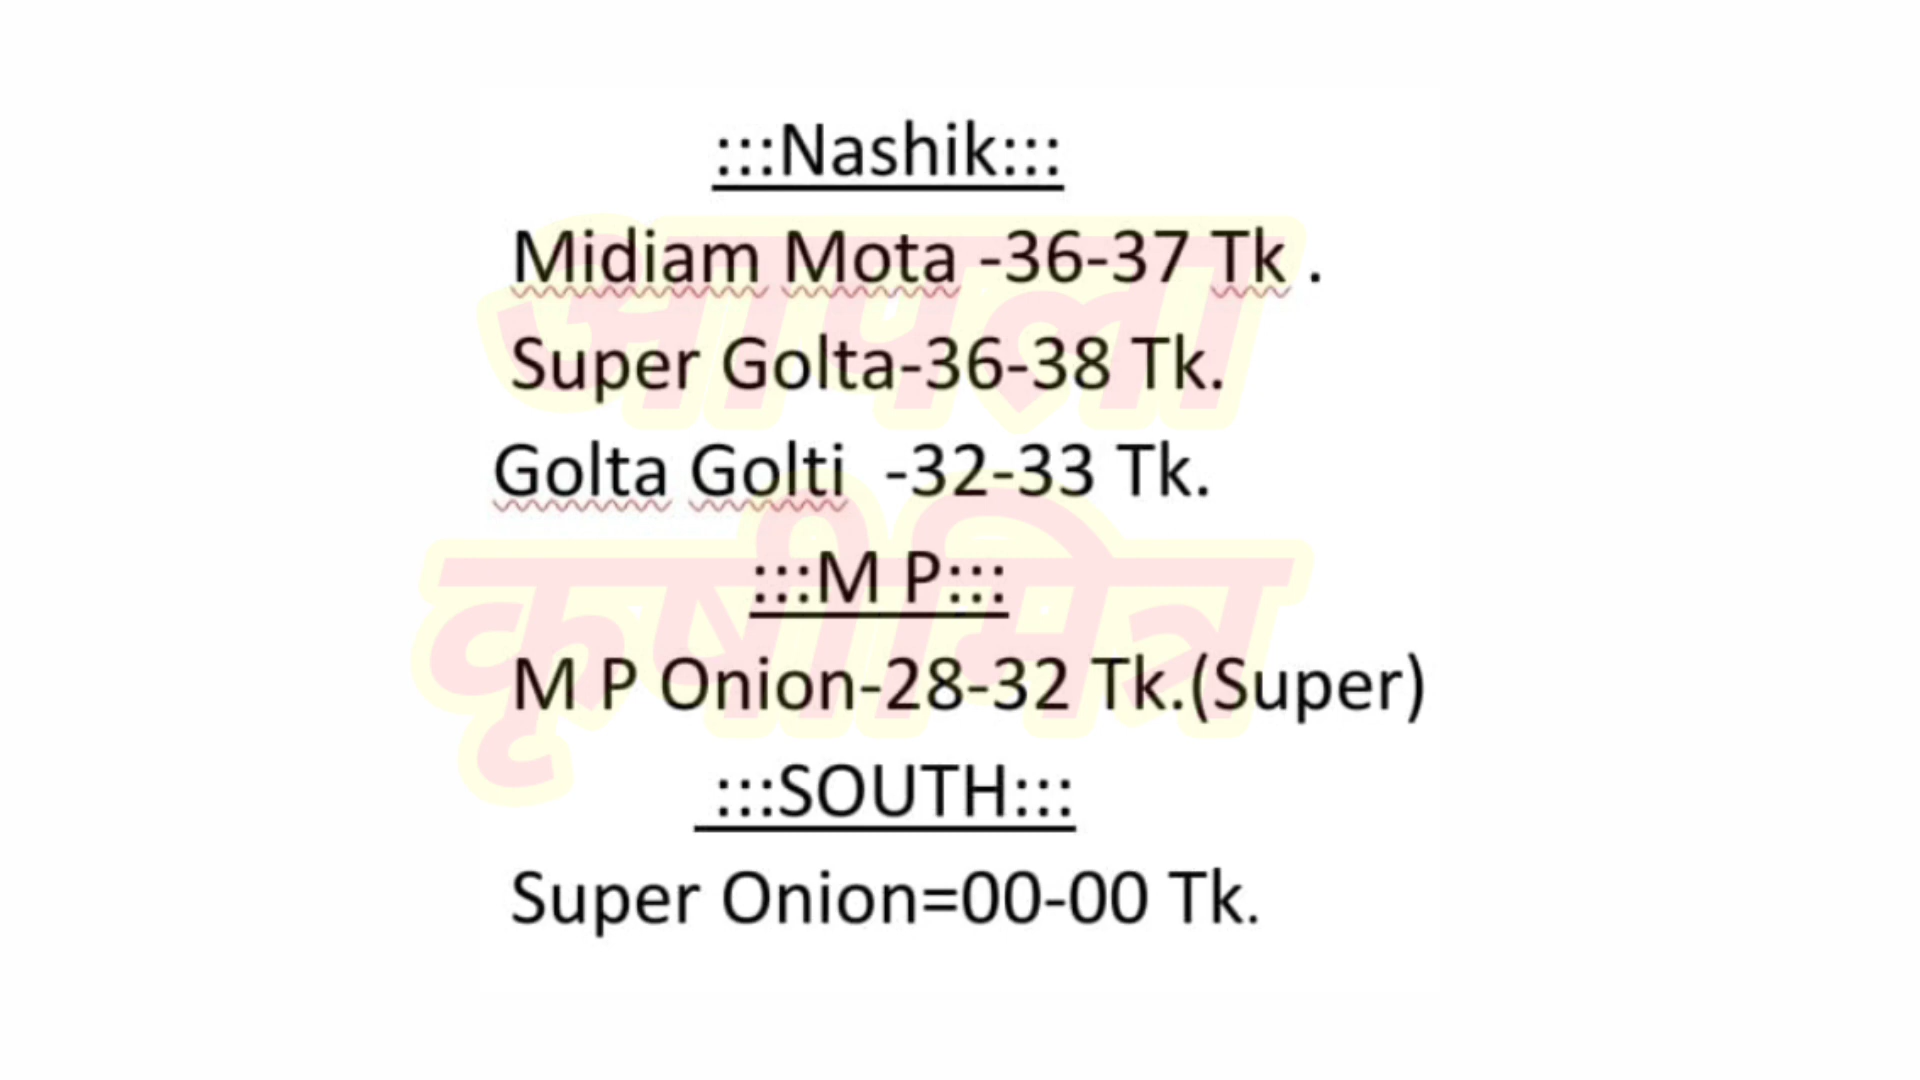 :::Nashik:::
Midiam Mota -36-37 Tk .
Super Golta-36-38 Tk.
आपला
Golta Golti  -32-33 Tk.
:::M P:::
कृषीमित्र
M P Onion-28-32 Tk.(Super)
:::SOUTH:::
Super Onion=00-00 Tk.